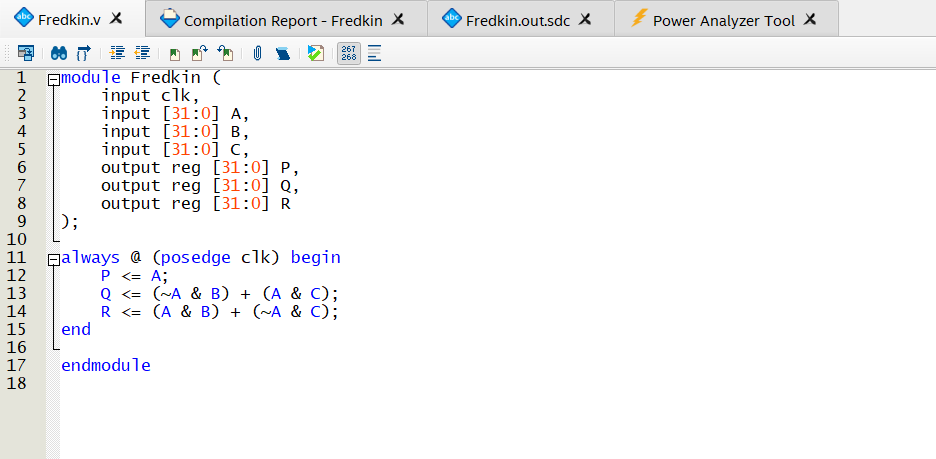 Fredkin.v Compilation Report - Fredkin Fredkin.out.sdc Power Analyzer Tool
267
268
1 module Fredkin (
2 input clk,
3 input [31:0] A,
4 input [31:0] B,
5 input [31:0] C,
6 output reg [31:0] P,
7 output reg [31:0] Q,
8 output reg [31:0] R
9 );
10
11 always @ (posedge clk) begin
12 P <= A;
13 Q <= (~A & B) + (A & C);
14 R <= (A & B) + (~A & C);
15 end
16
17 endmodule
18